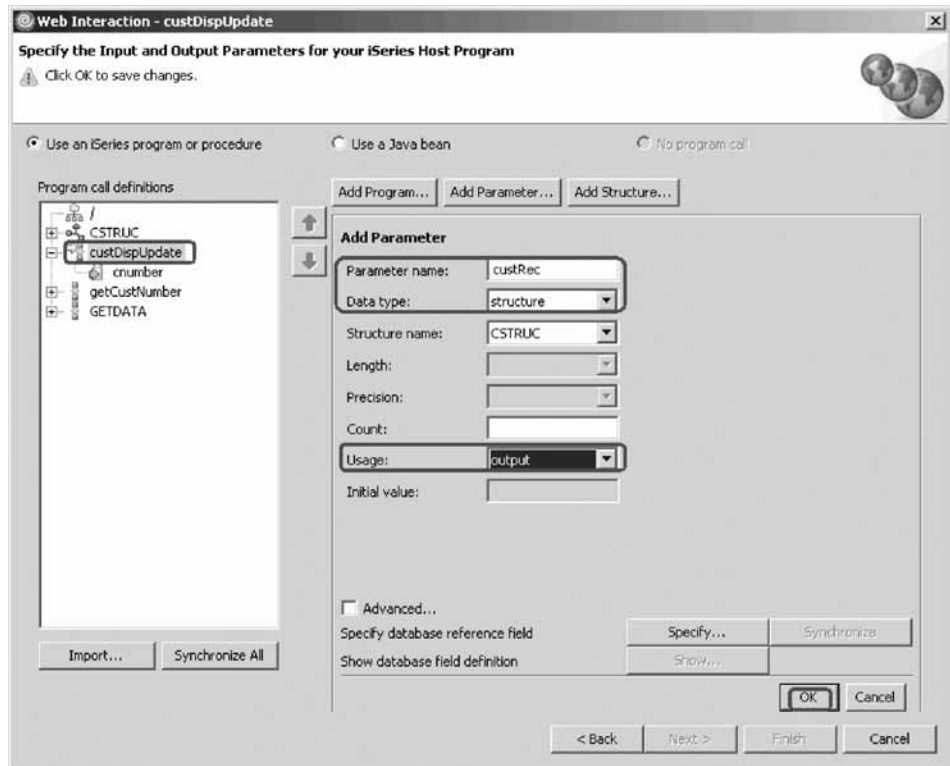 Web Interaction - custDispUpdate
Specify the Input and Output Parameters for your iSeries Host Program
Click OK to save changes.
Use an iSeries program or procedure
Use a Java bean
No program call
Program call definitions
Add Program...
Add Parameter...
Add Structure...
/
CSTRUC
custDispUpdate
cnumber
getCustNumber
GETDATA
Add Parameter
Parameter name: custRec
Data type: structure
Structure name: CSTRUC
Length:
Precision:
Count:
Usage: output
Initial value:
Advanced...
Specify database reference field Specify... Synchronize
Show database field definition Show...
Import... Synchronize All
OK Cancel
< Back Next > Finish Cancel